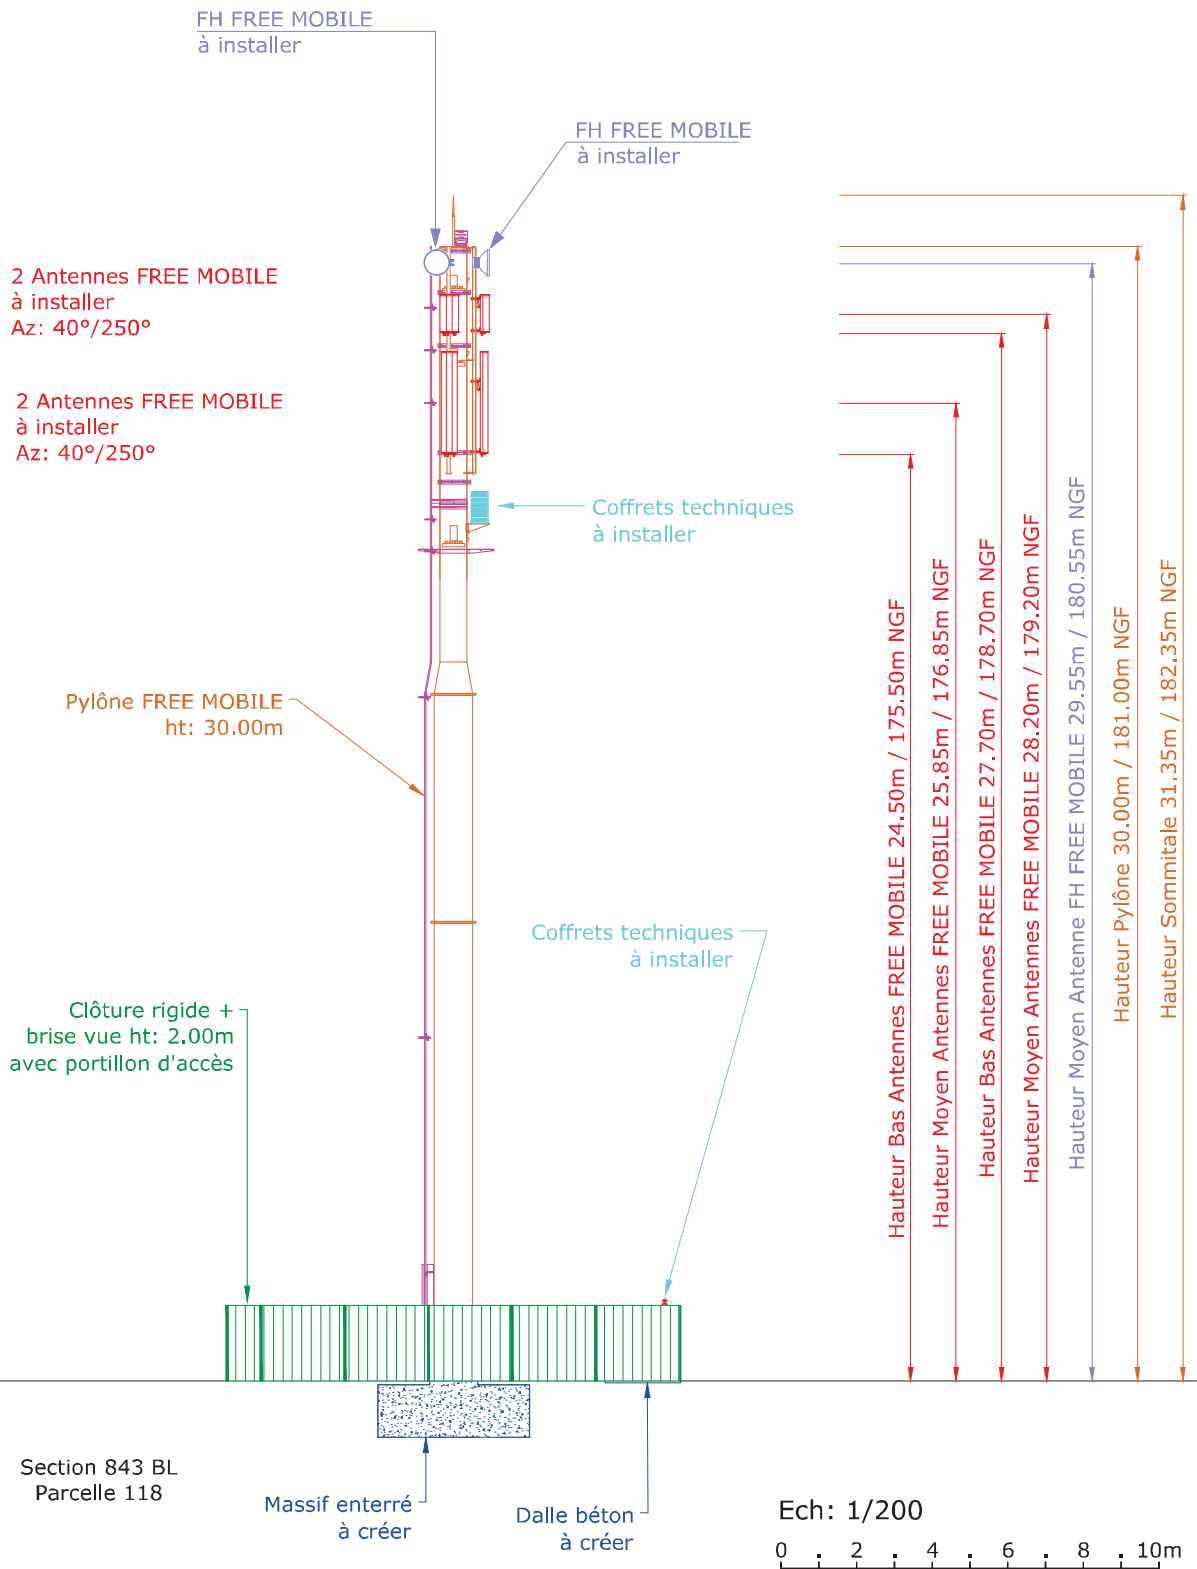 FH FREE MOBILE
à installer
FH FREE MOBILE
à installer
2 Antennes FREE MOBILE
à installer
Az: 40°/250°
2 Antennes FREE MOBILE
à installer
Az: 40°/250°
Coffrets techniques
à installer
Pylône FREE MOBILE
ht: 30.00m
Coffrets techniques
à installer
Clôture rigide +
brise vue ht: 2.00m
avec portillon d'accès
Hauteur Bas Antennes FREE MOBILE 24.50m / 175.50m NGF
Hauteur Moyen Antennes FREE MOBILE 25.85m / 176.85m NGF
Hauteur Bas Antennes FREE MOBILE 27.70m / 178.70m NGF
Hauteur Moyen Antennes FREE MOBILE 28.20m / 179.20m NGF
Hauteur Moyen Antenne FH FREE MOBILE 29.55m / 180.55m NGF
Hauteur Pylône 30.00m / 181.00m NGF
Hauteur Sommitale 31.35m / 182.35m NGF
Section 843 BL
Parcelle 118
Massif enterré
à créer
Dalle béton
à créer
Ech: 1/200
0 2 4 6 8 10m